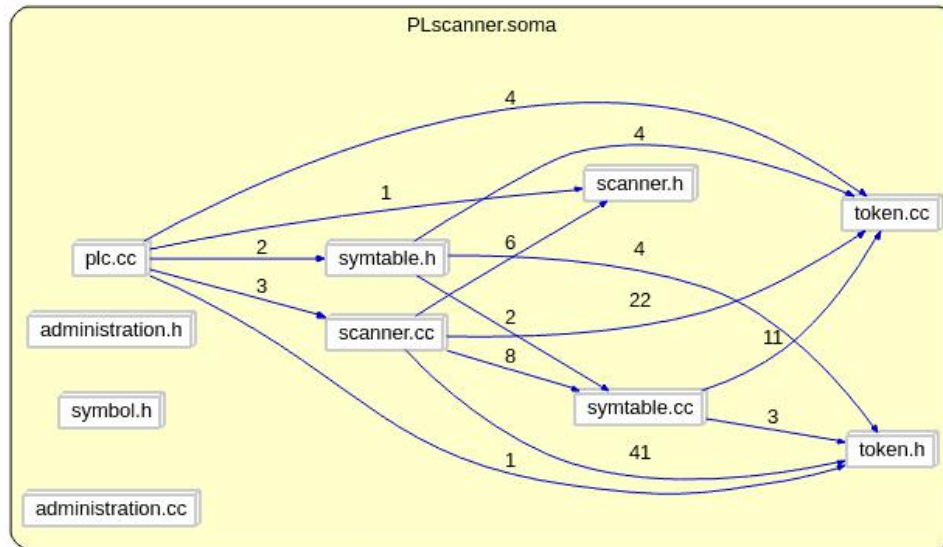 PLscanner.soma
4
4
scanner.h
1
token.cc
plc.cc
2
symtable.h
6
4
3
22
administration.h
scanner.cc
2
11
8
symbol.h
symtable.cc
3
token.h
41
1
administration.cc